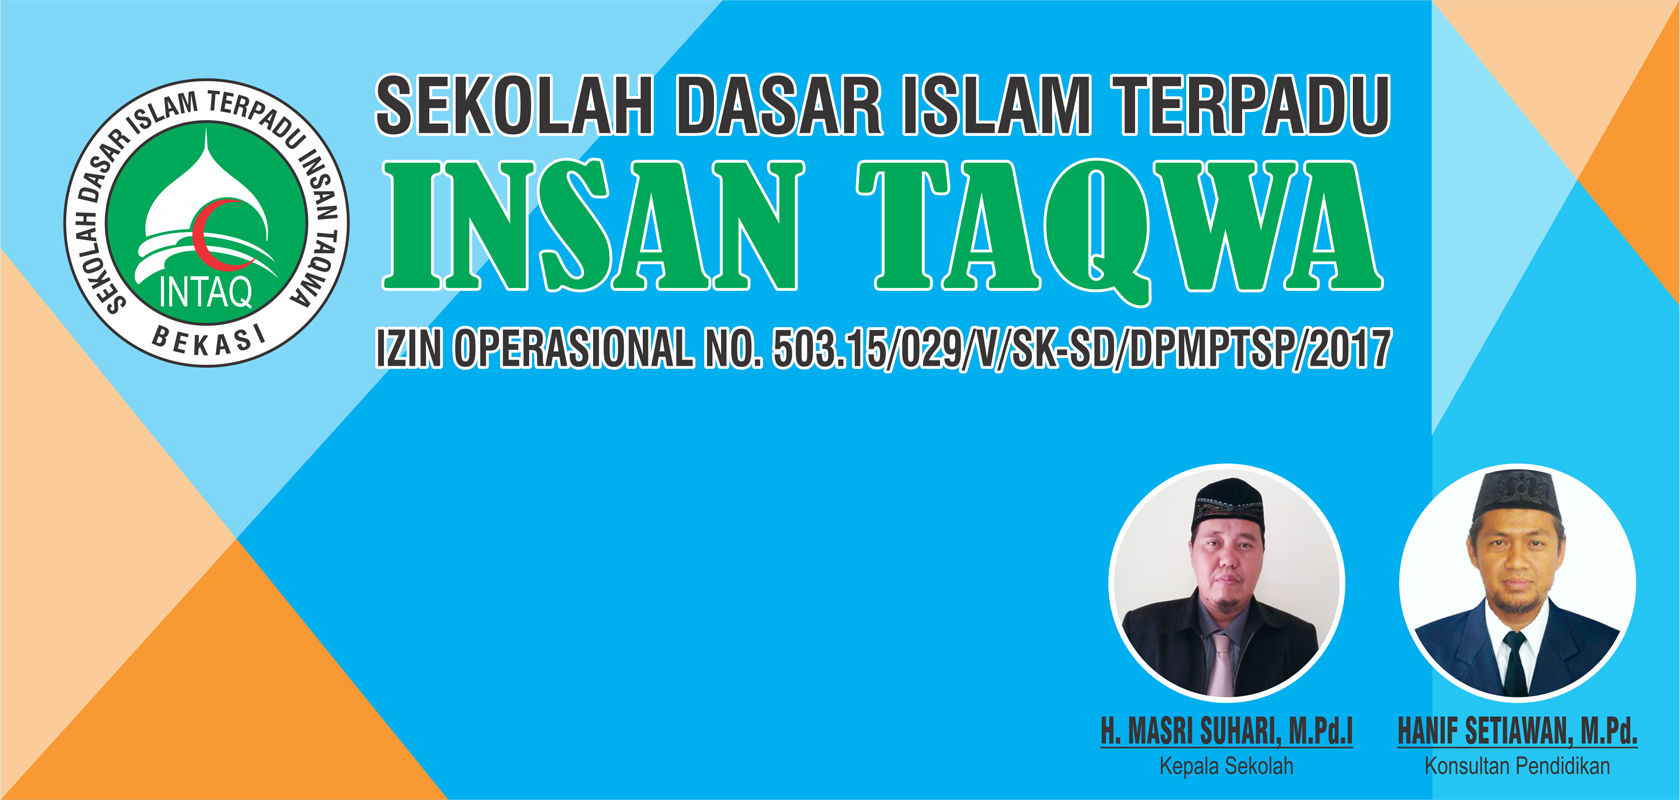 SEKOLAH DASAR ISLAM TERPADU INSAN TAQWA
INTAQ
BEKASI
SEKOLAH DASAR ISLAM TERPADU
INSAN TAQWA
IZIN OPERASIONAL NO. 503.15/029/V/SK-SD/DPMPTSP/2017
H. MASRI SUHARI, M.Pd.I
Kepala Sekolah
HANIF SETIAWAN, M.Pd.
Konsultan Pendidikan